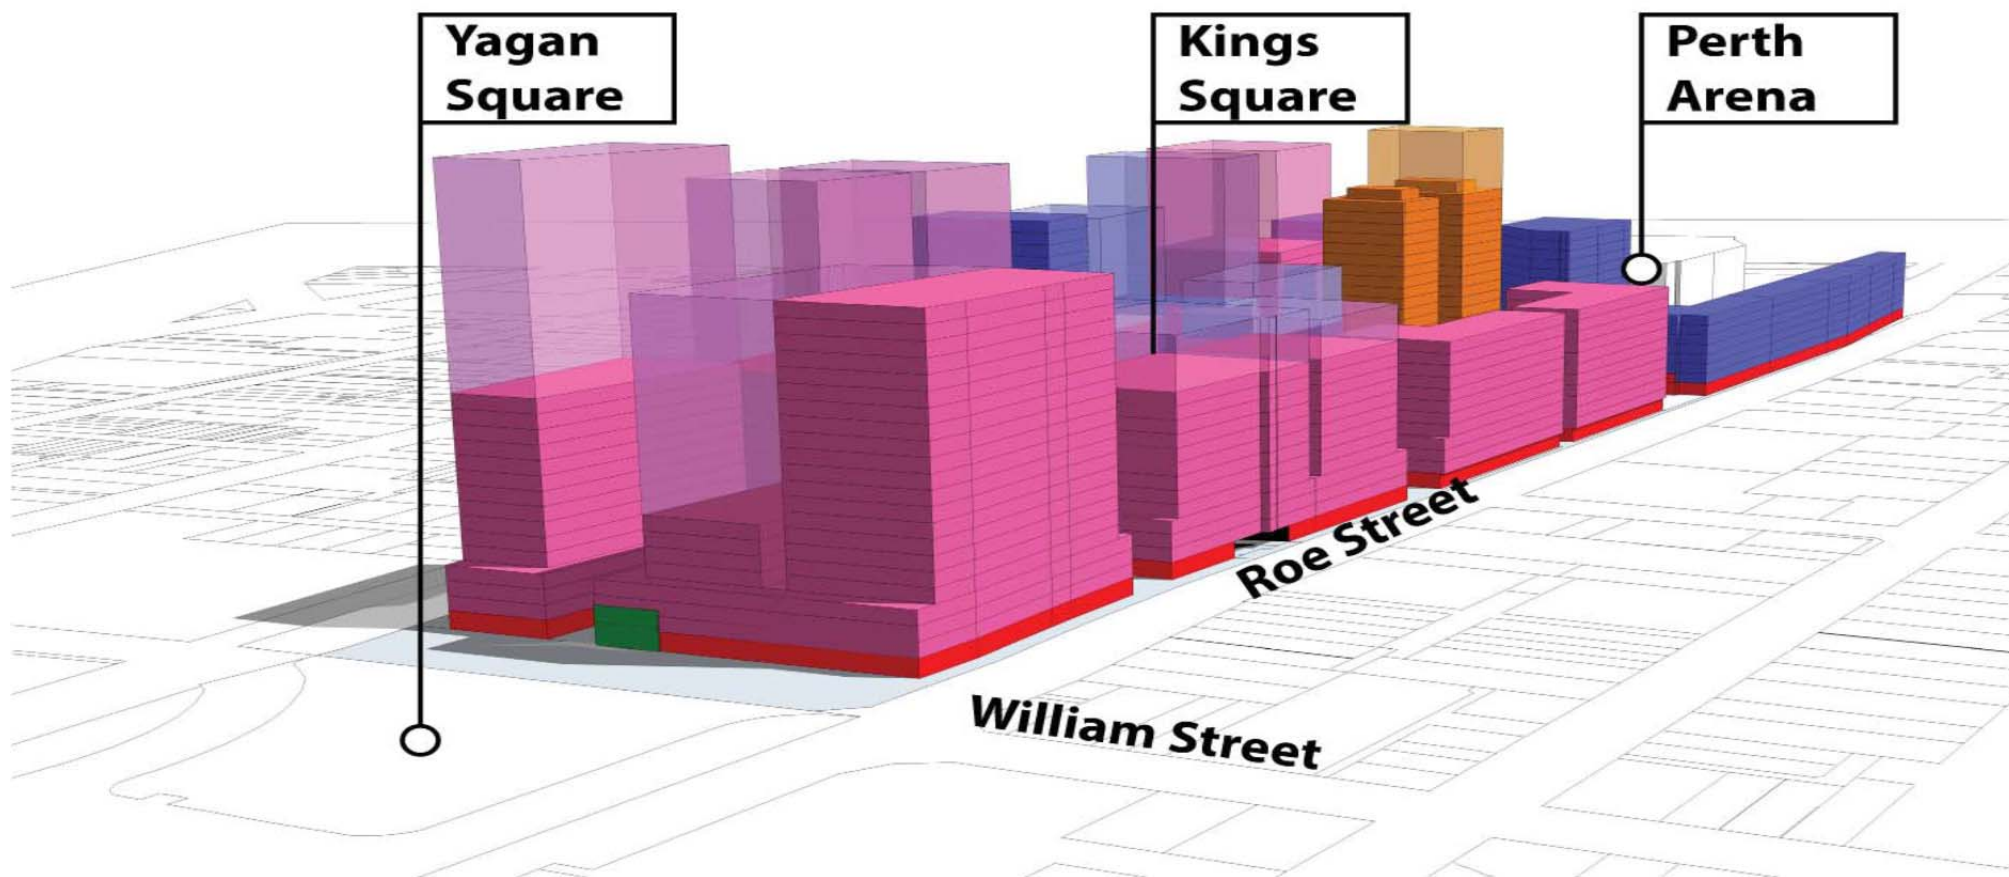 Yagan
Square
Kings
Square
Perth
Arena
Roe Street
William Street